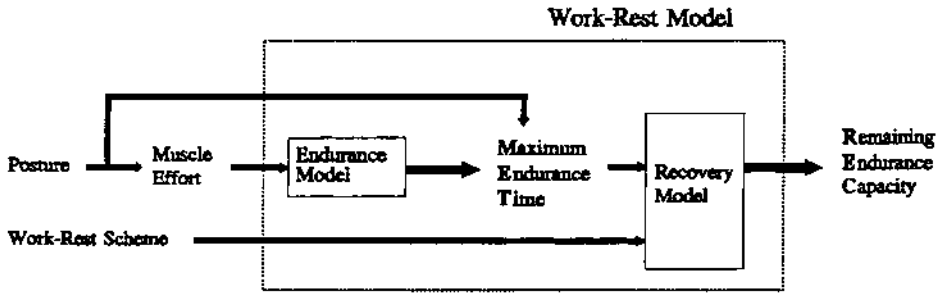 Work-Rest Model
Posture
Muscle
Effort
Endurance
Model
Maximum
Endurance
Time
Recovery
Model
Remaining
Endurance
Capacity
Work-Rest Scheme